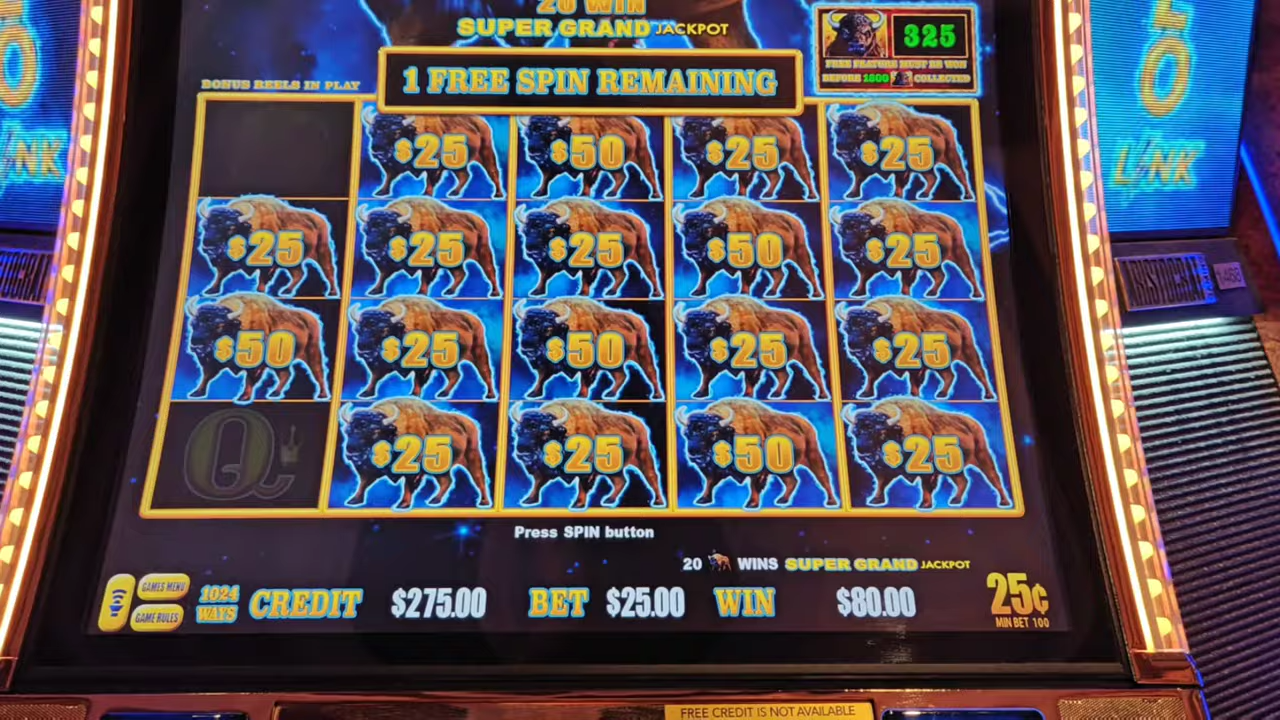 20 WIN
SUPER GRAND JACKPOT
325
FREE FEATURE MUST BE WON
BEFORE 1800 COLLECTED
BONUS REELS IN PLAY
1 FREE SPIN REMAINING
$25 $50 $25 $25
$25 $25 $25 $50 $25
$50 $25 $50 $25 $25
Q $25 $25 $50 $25
Press SPIN button
20 WINS SUPER GRAND JACKPOT
GAMES MENU
GAME RULES
1024
WAYS
CREDIT $275.00 BET $25.00 WIN $80.00
25¢
MIN BET 100
FREE CREDIT IS NOT AVAILABLE
LINK